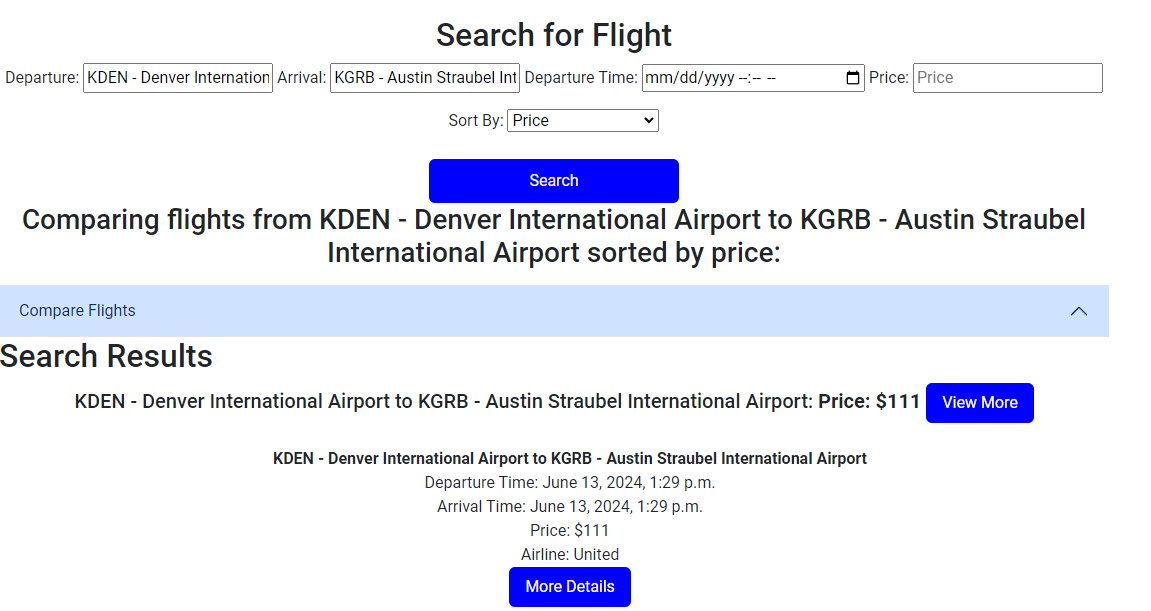 Search for Flight
Departure: KDEN - Denver Internation Arrival: KGRB - Austin Straubel Int Departure Time: mm/dd/yyyy --:-- -- Price: Price
Sort By: Price
Search
Comparing flights from KDEN - Denver International Airport to KGRB - Austin Straubel
International Airport sorted by price:
Compare Flights
Search Results
KDEN - Denver International Airport to KGRB - Austin Straubel International Airport: Price: $111 View More
KDEN - Denver International Airport to KGRB - Austin Straubel International Airport
Departure Time: June 13, 2024, 1:29 p.m.
Arrival Time: June 13, 2024, 1:29 p.m.
Price: $111
Airline: United
More Details